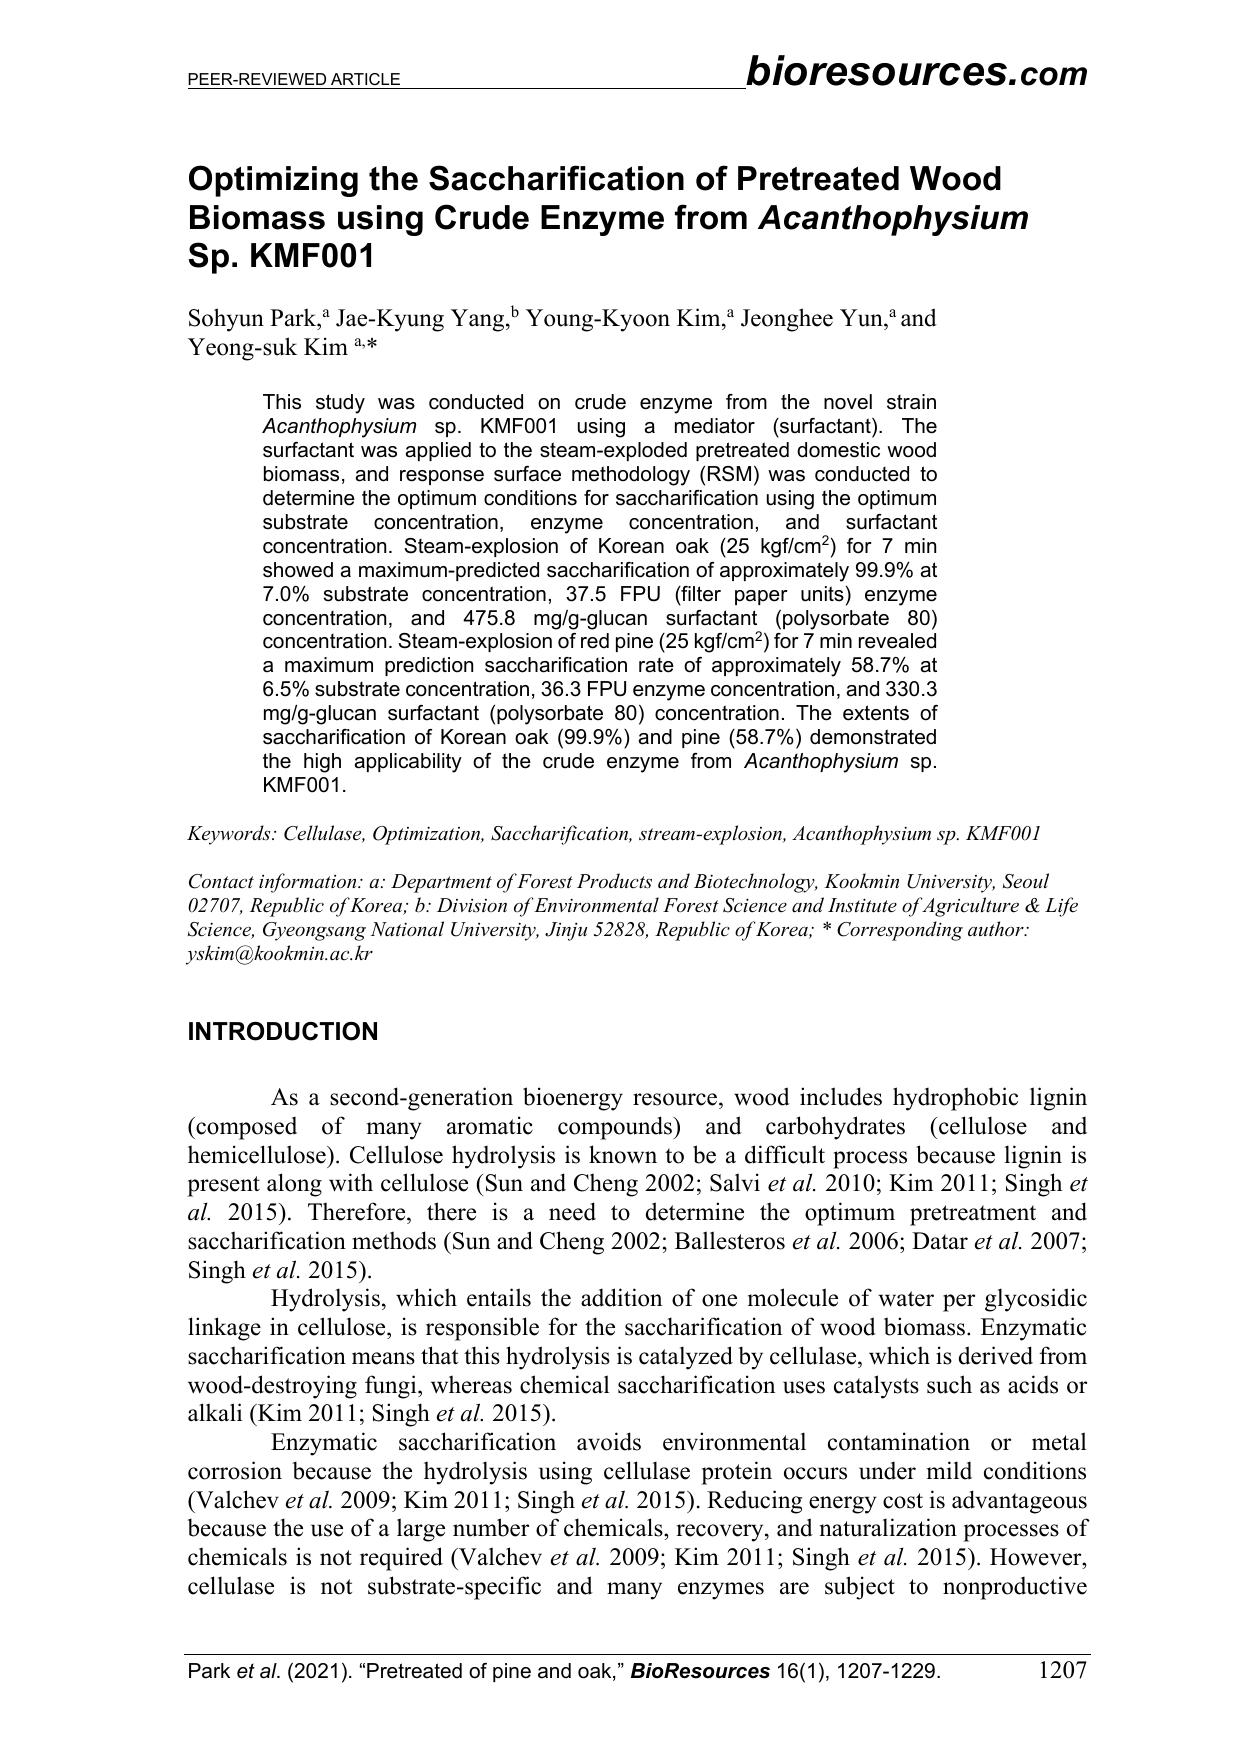 PEER-REVIEWED ARTICLE bioresources.com
Optimizing the Saccharification of Pretreated Wood
Biomass using Crude Enzyme from Acanthophysium
Sp. KMF001
Sohyun Park,a Jae-Kyung Yang,b Young-Kyoon Kim,a Jeonghee Yun,a and
Yeong-suk Kim a,*
This study was conducted on crude enzyme from the novel strain
Acanthophysium sp. KMF001 using a mediator (surfactant). The
surfactant was applied to the steam-exploded pretreated domestic wood
biomass, and response surface methodology (RSM) was conducted to
determine the optimum conditions for saccharification using the optimum
substrate concentration, enzyme concentration, and surfactant
concentration. Steam-explosion of Korean oak (25 kgf/cm2) for 7 min
showed a maximum-predicted saccharification of approximately 99.9% at
7.0% substrate concentration, 37.5 FPU (filter paper units) enzyme
concentration, and 475.8 mg/g-glucan surfactant (polysorbate 80)
concentration. Steam-explosion of red pine (25 kgf/cm2) for 7 min revealed
a maximum prediction saccharification rate of approximately 58.7% at
6.5% substrate concentration, 36.3 FPU enzyme concentration, and 330.3
mg/g-glucan surfactant (polysorbate 80) concentration. The extents of
saccharification of Korean oak (99.9%) and pine (58.7%) demonstrated
the high applicability of the crude enzyme from Acanthophysium sp.
KMF001.
Keywords: Cellulase, Optimization, Saccharification, stream-explosion, Acanthophysium sp. KMF001
Contact information: a: Department of Forest Products and Biotechnology, Kookmin University, Seoul
02707, Republic of Korea; b: Division of Environmental Forest Science and Institute of Agriculture & Life
Science, Gyeongsang National University, Jinju 52828, Republic of Korea; * Corresponding author:
yskim@kookmin.ac.kr
INTRODUCTION
As a second-generation bioenergy resource, wood includes hydrophobic lignin
(composed of many aromatic compounds) and carbohydrates (cellulose and
hemicellulose). Cellulose hydrolysis is known to be a difficult process because lignin is
present along with cellulose (Sun and Cheng 2002; Salvi et al. 2010; Kim 2011; Singh et
al. 2015). Therefore, there is a need to determine the optimum pretreatment and
saccharification methods (Sun and Cheng 2002; Ballesteros et al. 2006; Datar et al. 2007;
Singh et al. 2015).
Hydrolysis, which entails the addition of one molecule of water per glycosidic
linkage in cellulose, is responsible for the saccharification of wood biomass. Enzymatic
saccharification means that this hydrolysis is catalyzed by cellulase, which is derived from
wood-destroying fungi, whereas chemical saccharification uses catalysts such as acids or
alkali (Kim 2011; Singh et al. 2015).
Enzymatic saccharification avoids environmental contamination or metal
corrosion because the hydrolysis using cellulase protein occurs under mild conditions
(Valchev et al. 2009; Kim 2011; Singh et al. 2015). Reducing energy cost is advantageous
because the use of a large number of chemicals, recovery, and naturalization processes of
chemicals is not required (Valchev et al. 2009; Kim 2011; Singh et al. 2015). However,
cellulase is not substrate-specific and many enzymes are subject to nonproductive
Park et al. (2021). “Pretreated of pine and oak,” BioResources 16(1), 1207-1229. 1207